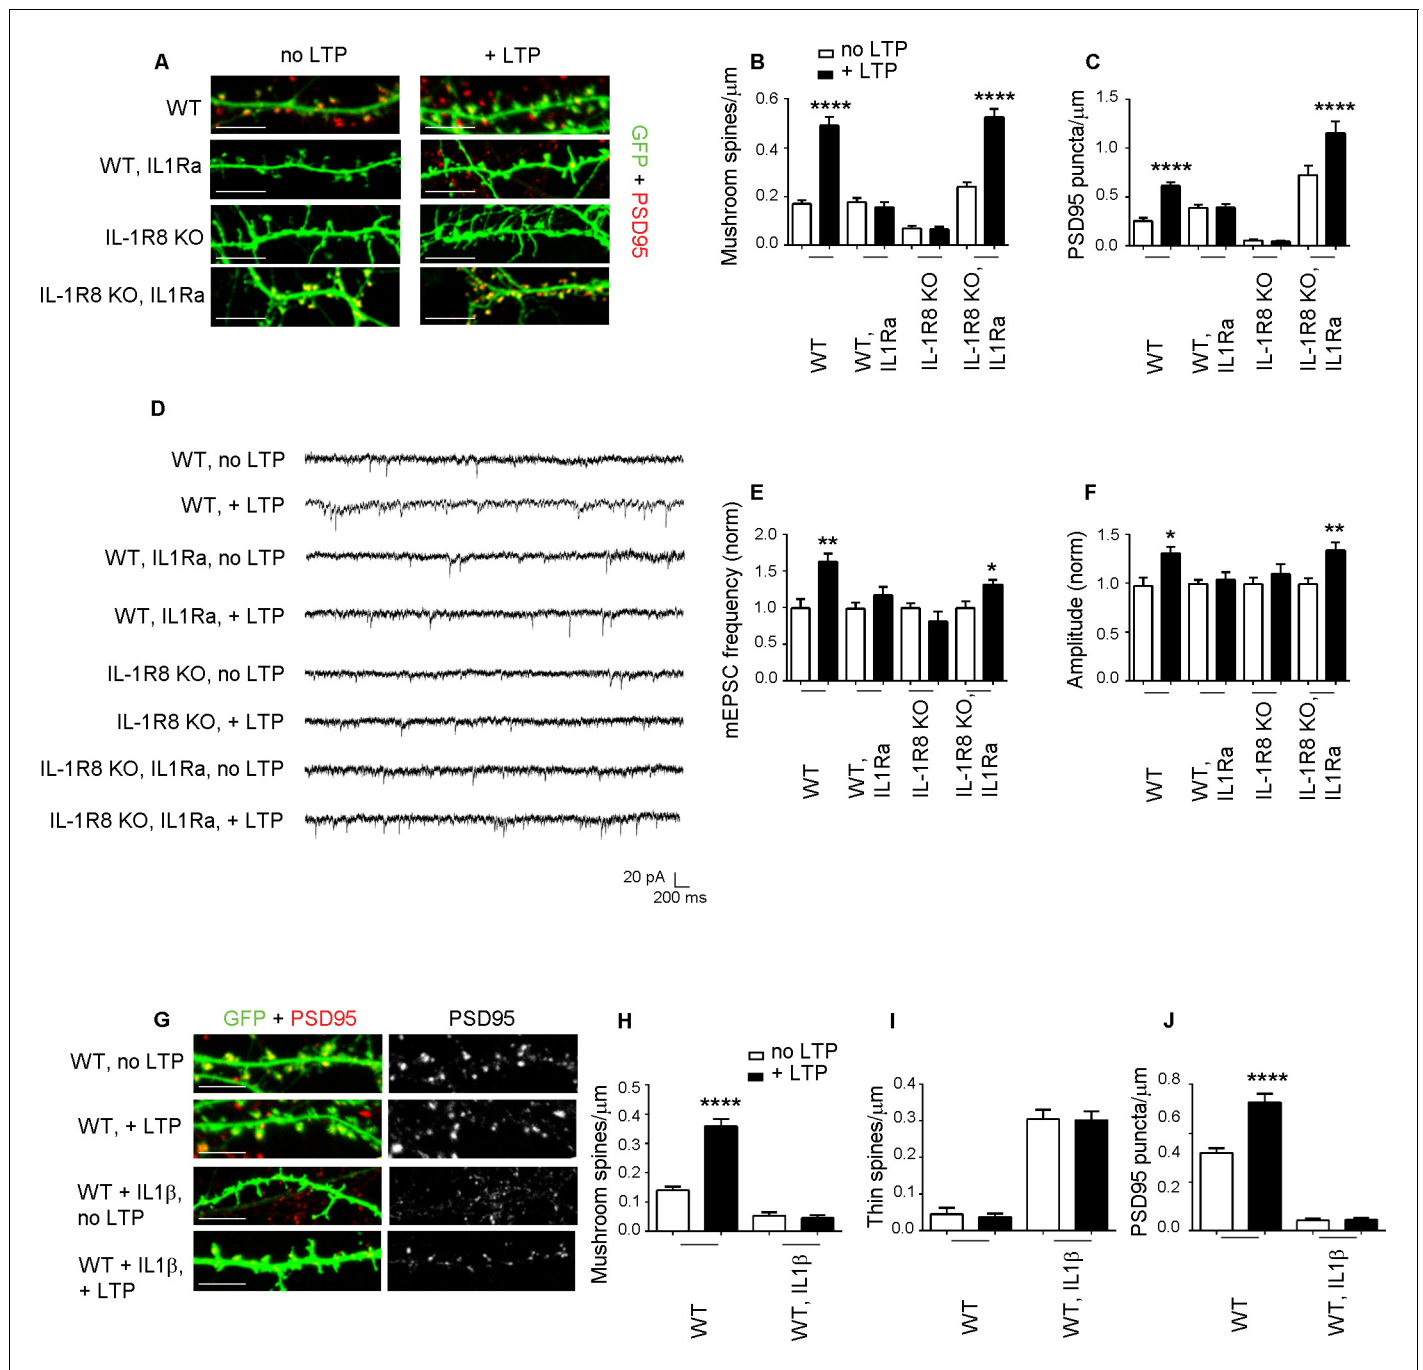 A
no LTP
+ LTP
WT
WT, IL1Ra
IL-1R8 KO
IL-1R8 KO, IL1Ra
GFP + PSD95
B
no LTP
+ LTP
Mushroom spines/μm
0.6
0.4
0.2
0.0
****
****
WT
WT,
IL1Ra
IL-1R8 KO
IL-1R8 KO,
IL1Ra
C
PSD95 puncta/μm
1.5
1.0
0.5
0.0
****
****
WT
WT,
IL1Ra
IL-1R8 KO
IL-1R8 KO,
IL1Ra
D
WT, no LTP
WT, + LTP
WT, IL1Ra, no LTP
WT, IL1Ra, + LTP
IL-1R8 KO, no LTP
IL-1R8 KO, + LTP
IL-1R8 KO, IL1Ra, no LTP
IL-1R8 KO, IL1Ra, + LTP
20 pA
200 ms
E
mEPSC frequency (norm)
2.0
1.5
1.0
0.5
0.0
**
*
WT
WT,
IL1Ra
IL-1R8 KO
IL-1R8 KO,
IL1Ra
F
Amplitude (norm)
1.5
1.0
0.5
0.0
*
**
WT
WT,
IL1Ra
IL-1R8 KO
IL-1R8 KO,
IL1Ra
G
GFP + PSD95
PSD95
WT, no LTP
WT, + LTP
WT + IL1β,
no LTP
WT + IL1β,
+ LTP
H
no LTP
+ LTP
Mushroom spines/μm
0.5
0.4
0.3
0.2
0.1
0.0
****
WT
WT, IL1β
I
Thin spines/μm
0.4
0.3
0.2
0.1
0.0
WT
WT, IL1β
J
PSD95 puncta/μm
0.8
0.6
0.4
0.2
0.0
****
WT
WT, IL1β